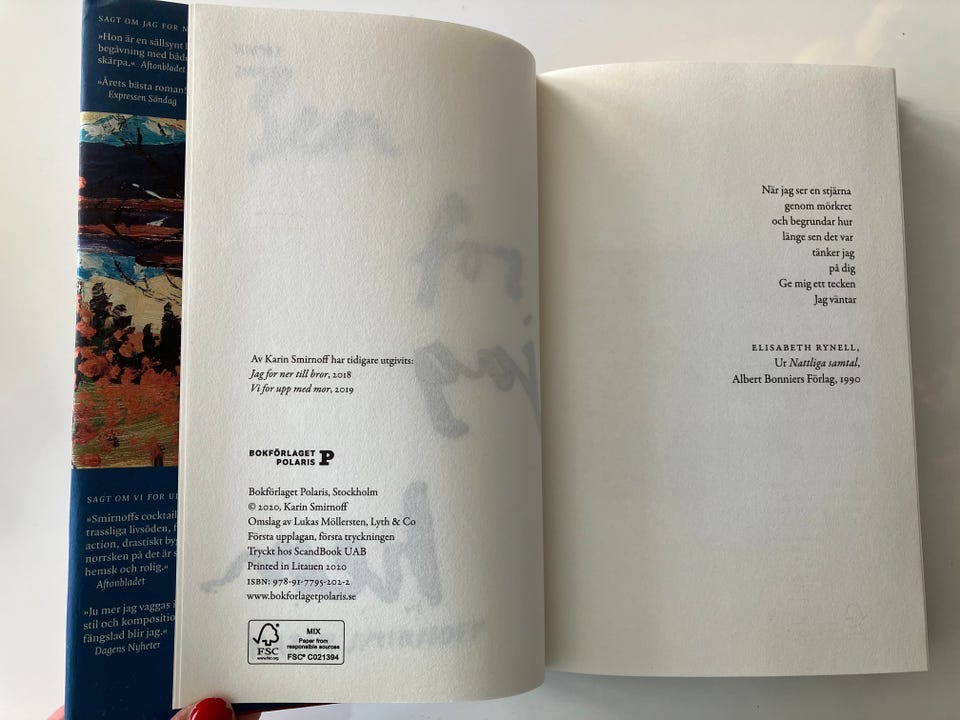 SAGT OM JAG FOR N
»Hon är en sällsynt
begåvning med både
skärpa.« Aftonbladet
»Årets bästa roman!
Expressen Söndag
SAGT OM VI FOR U
»Smirnoffs cocktail
trassliga livsöden,
action, drastiskt
norrsken på det är
hemsk och rolig.«
Aftonbladet
»Ju mer jag vaggas
stil och komposition
fängslad blir jag.«
Dagens Nyheter
Av Karin Smirnoff har tidigare utgivits:
Jag for ner till bror, 2018
Vi for upp med mor, 2019
BOKFÖRLAGET
POLARIS P
Bokförlaget Polaris, Stockholm
© 2020, Karin Smirnoff
Omslag av Lukas Möllersten, Lyth & Co
Första upplagan, första tryckningen
Tryckt hos ScandBook UAB
Printed in Litauen 2020
ISBN: 978-91-7795-202-2
www.bokforlagetpolaris.se
FSC
www.fsc.org
MIX
Paper from
responsible sources
FSC® C021394
När jag ser en stjärna
genom mörkret
och begrundar hur
länge sen det var
tänker jag
på dig
Ge mig ett tecken
Jag väntar
ELISABETH RYNELL,
Ur Nattliga samtal,
Albert Bonniers Förlag, 1990